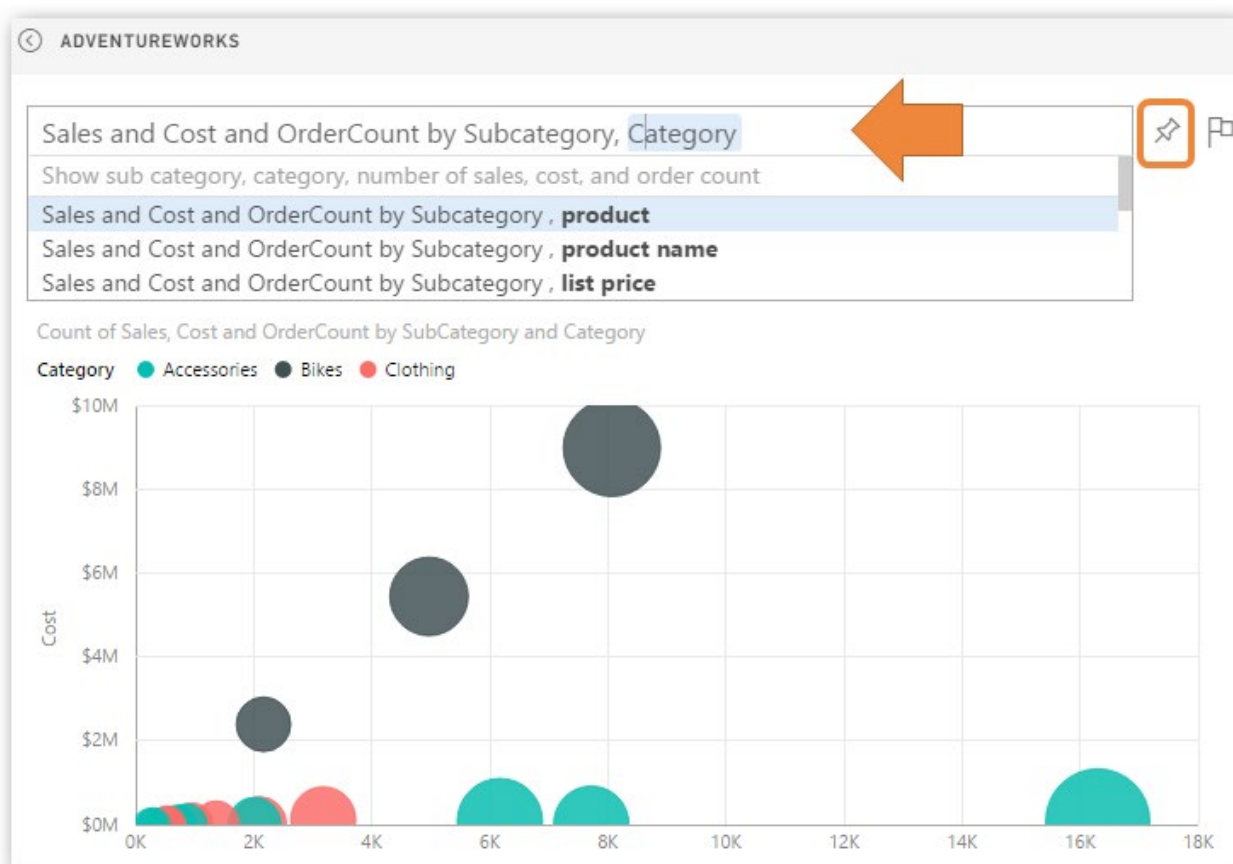 ADVENTUREWORKS
Sales and Cost and OrderCount by Subcategory, Category
Show sub category, category, number of sales, cost, and order count
Sales and Cost and OrderCount by Subcategory , product
Sales and Cost and OrderCount by Subcategory , product name
Sales and Cost and OrderCount by Subcategory , list price
Count of Sales, Cost and OrderCount by SubCategory and Category
Category Accessories Bikes Clothing
$10M
$8M
$6M
Cost
$4M
$2M
$0M
0K 2K 4K 6K 8K 10K 12K 14K 16K 18K